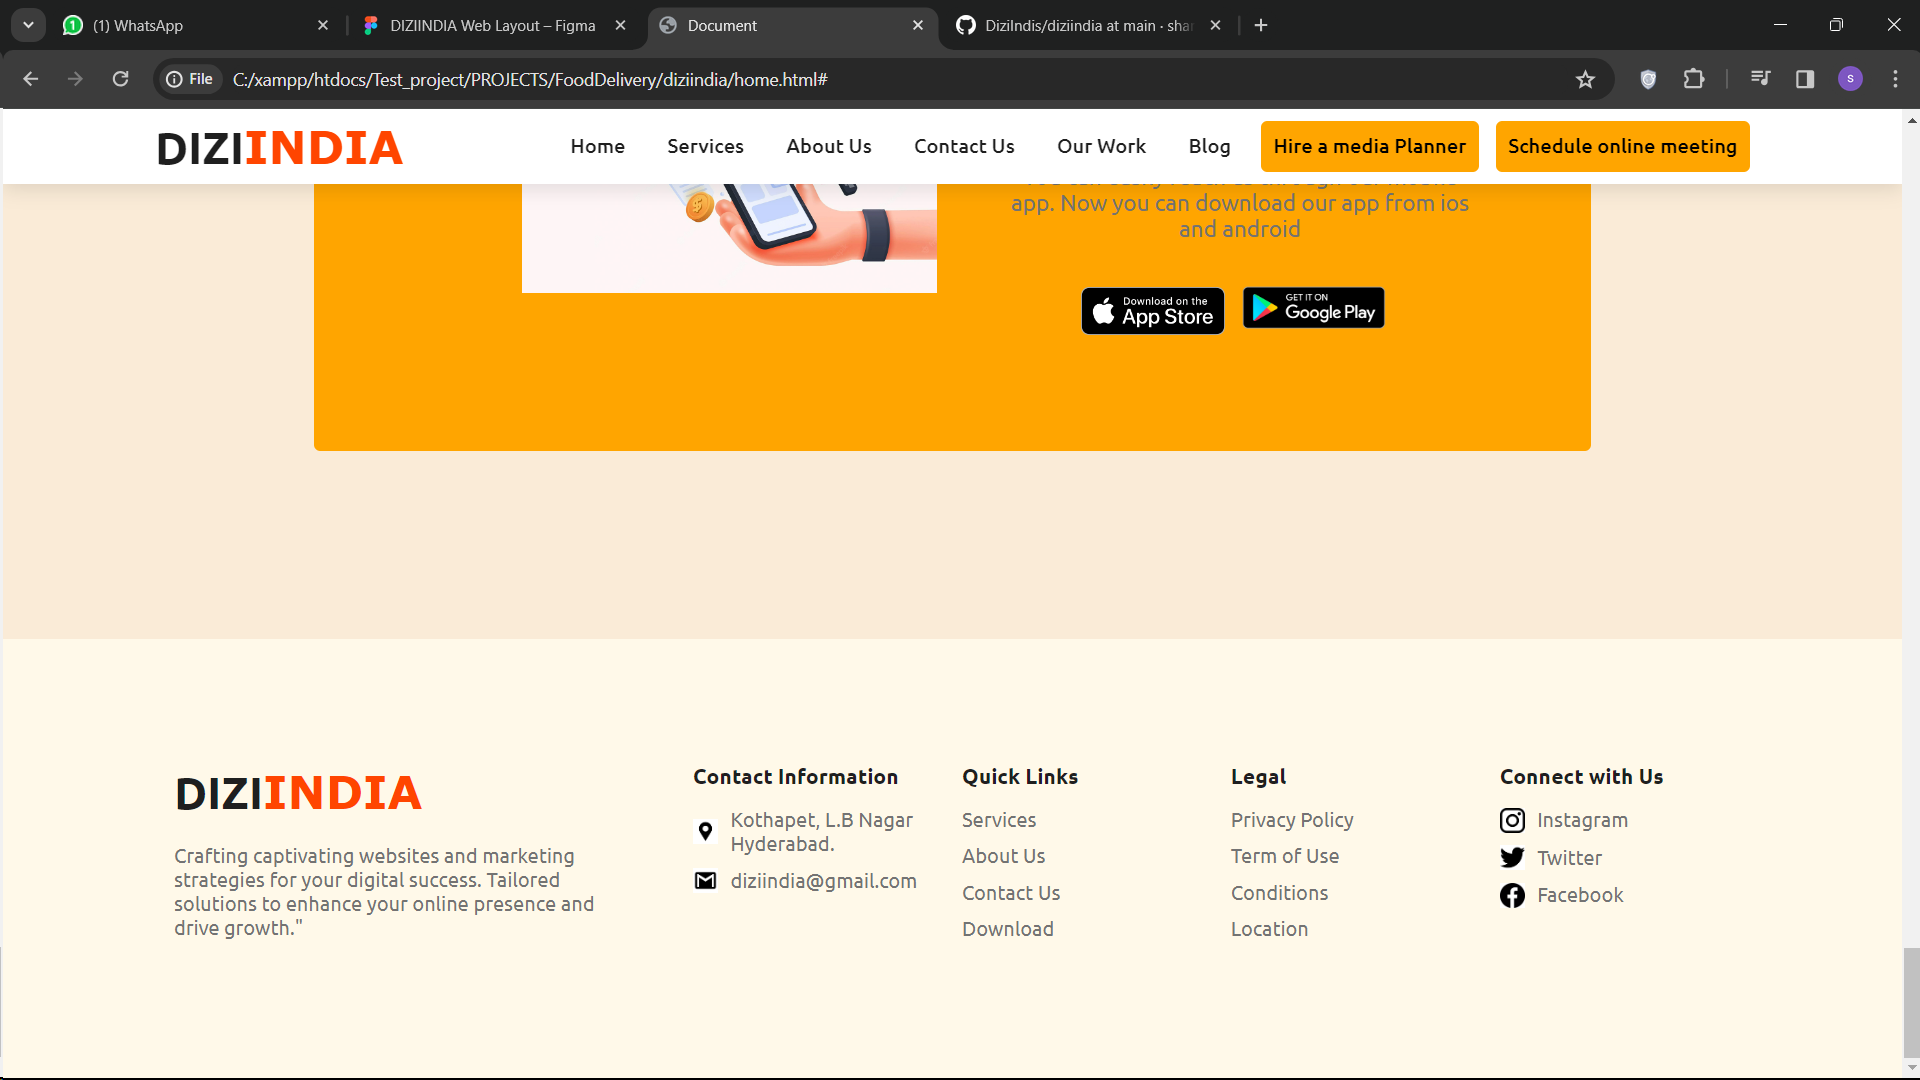 (1) WhatsApp
DIZIINDIA Web Layout – Figma
Document
DiziIndis/diziindia at main · sha
File
C:/xampp/htdocs/Test_project/PROJECTS/FoodDelivery/diziindia/home.html#
S
DIZIINDIA
Home
Services
About Us
Contact Us
Our Work
Blog
Hire a media Planner
Schedule online meeting
app. Now you can download our app from ios
and android
Download on the
App Store
GET IT ON
Google Play
DIZIINDIA
Crafting captivating websites and marketing
strategies for your digital success. Tailored
solutions to enhance your online presence and
drive growth."
Contact Information
Kothapet, L.B Nagar
Hyderabad.
diziindia@gmail.com
Quick Links
Services
About Us
Contact Us
Download
Legal
Privacy Policy
Term of Use
Conditions
Location
Connect with Us
Instagram
Twitter
Facebook